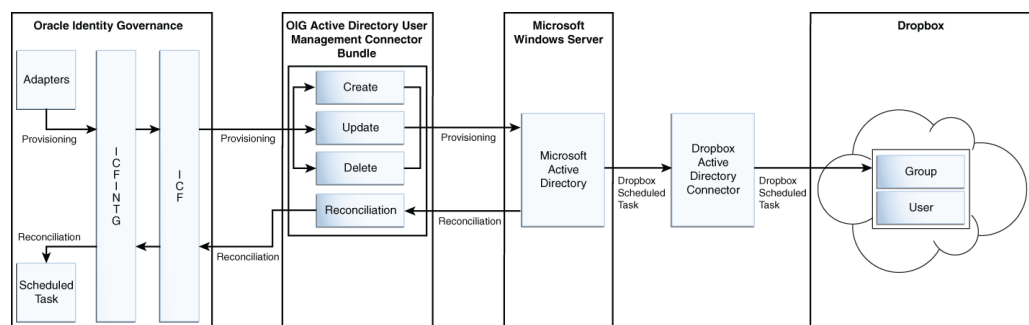 Oracle Identity Governance
Adapters
Provisioning
ICFINTG
ICF
Reconciliation
Scheduled
Task
Provisioning
Reconciliation
OIG Active Directory User
Management Connector
Bundle
Create
Update
Delete
Reconciliation
Provisioning
Reconciliation
Microsoft
Windows Server
Microsoft
Active
Directory
Dropbox
Scheduled
Task
Dropbox
Active
Directory
Connector
Dropbox
Scheduled
Task
Dropbox
Group
User